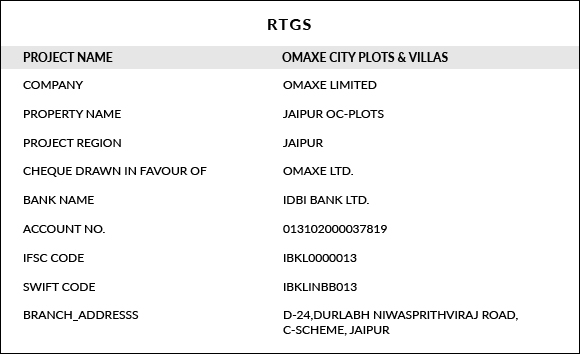 RTGS
PROJECT NAME OMAXE CITY PLOTS & VILLAS
COMPANY OMAXE LIMITED
PROPERTY NAME JAIPUR OC-PLOTS
PROJECT REGION JAIPUR
CHEQUE DRAWN IN FAVOUR OF OMAXE LTD.
BANK NAME IDBI BANK LTD.
ACCOUNT NO. 013102000037819
IFSC CODE IBKL0000013
SWIFT CODE IBKLINBB013
BRANCH_ADDRESSS D-24,DURLABH NIWASPRITHVIRAJ ROAD,
C-SCHEME, JAIPUR